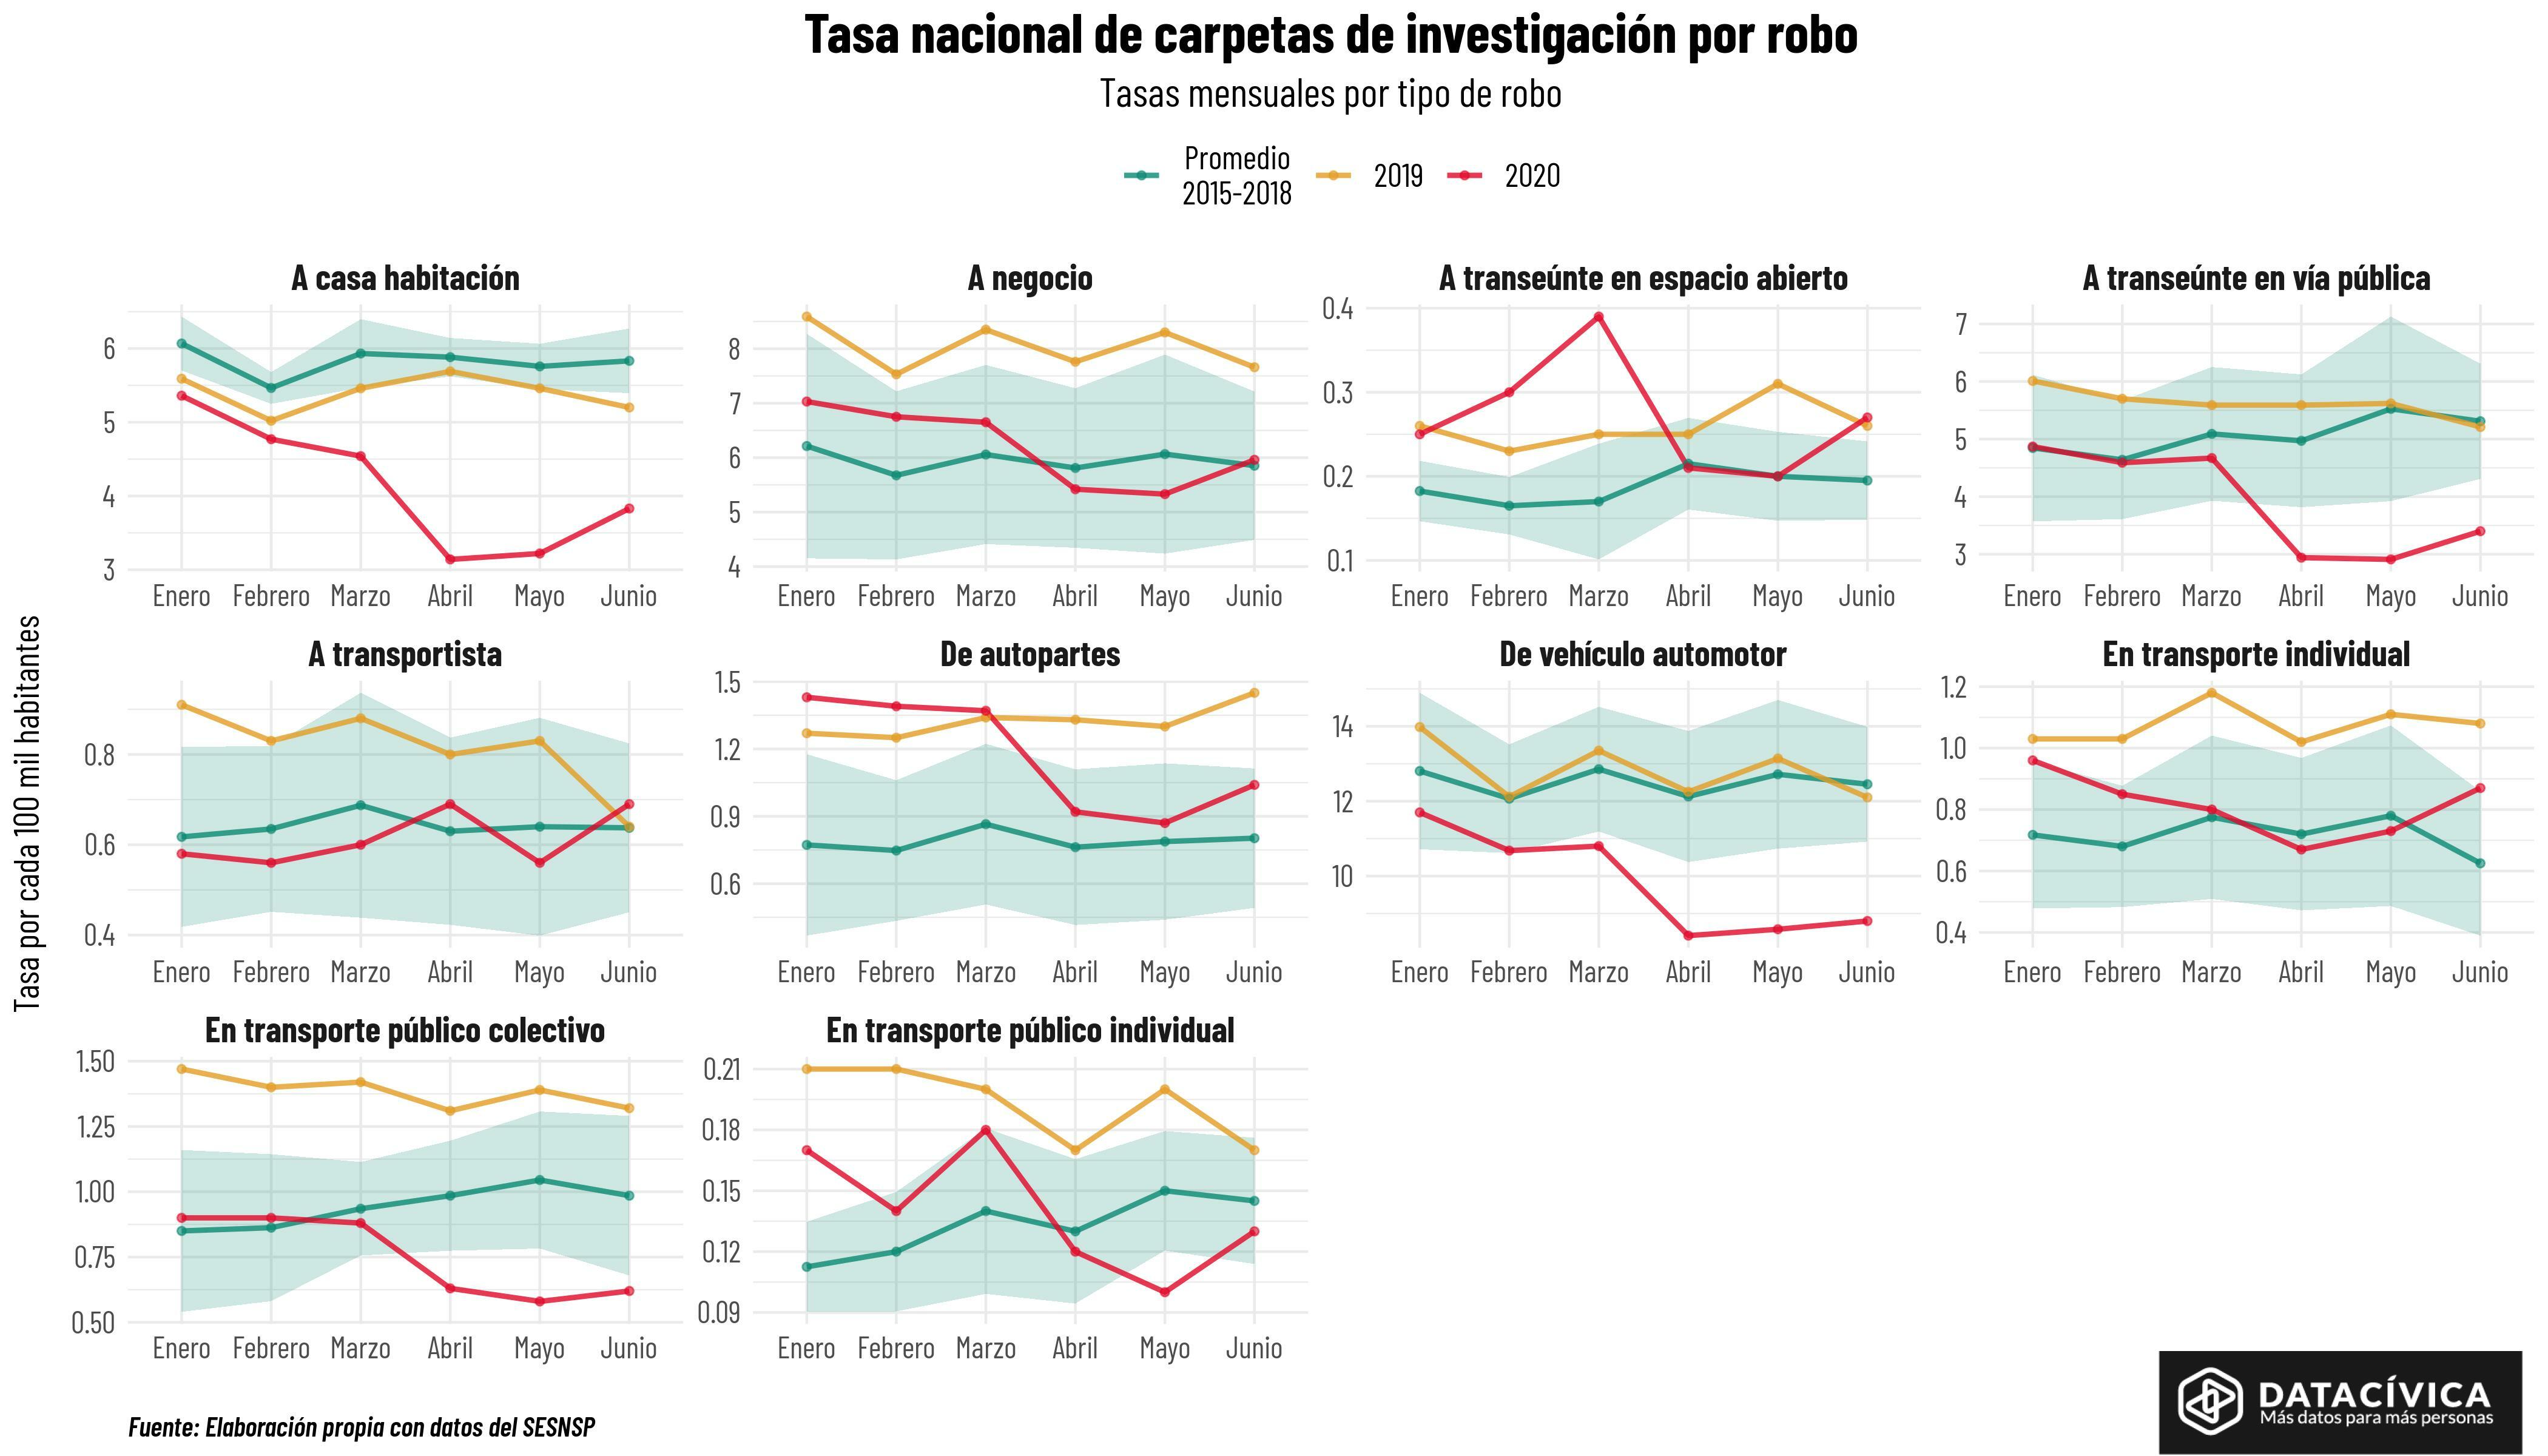 Tasa nacional de carpetas de investigación por robo
Tasas mensuales por tipo de robo
Promedio
2015-2018
2019
2020
Tasa por cada 100 mil habitantes
A casa habitación
6
5
4
3
Enero Febrero Marzo Abril Mayo Junio
A negocio
8
7
6
5
4
Enero Febrero Marzo Abril Mayo Junio
A transeúnte en espacio abierto
0.4
0.3
0.2
0.1
Enero Febrero Marzo Abril Mayo Junio
A transeúnte en vía pública
7
6
5
4
3
Enero Febrero Marzo Abril Mayo Junio
A transportista
0.8
0.6
0.4
Enero Febrero Marzo Abril Mayo Junio
De autopartes
1.5
1.2
0.9
0.6
Enero Febrero Marzo Abril Mayo Junio
De vehículo automotor
14
12
10
Enero Febrero Marzo Abril Mayo Junio
En transporte individual
1.2
1.0
0.8
0.6
0.4
Enero Febrero Marzo Abril Mayo Junio
En transporte público colectivo
1.50
1.25
1.00
0.75
0.50
Enero Febrero Marzo Abril Mayo Junio
En transporte público individual
0.21
0.18
0.15
0.12
0.09
Enero Febrero Marzo Abril Mayo Junio
Fuente: Elaboración propia con datos del SESNSP
DATACÍVICA
Más datos para más personas